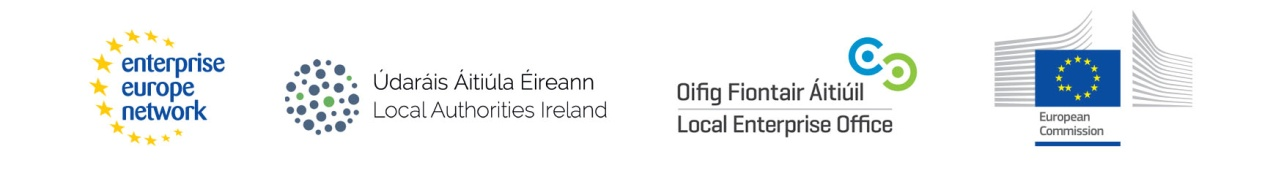 enterprise
europe
network
Údaráis Áitiúla Éireann
Local Authorities Ireland
Oifig Fiontair Áitiúil
Local Enterprise Office
European
Commission